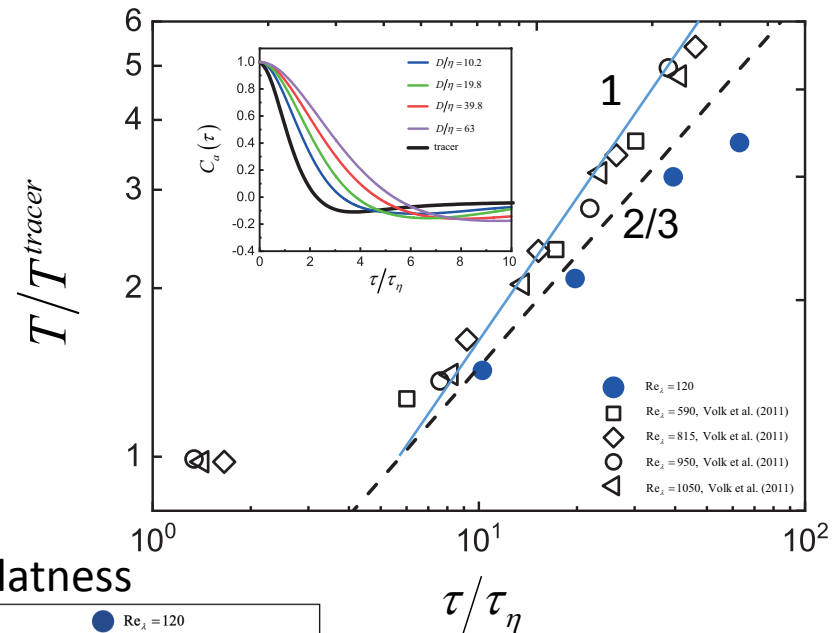 6
5
4
3
2
1
T/T^{tracer}
10^0
10^1
10^2
τ/τ_η
1
2/3
1.0
0.8
0.6
0.4
0.2
0.0
-0.2
-0.4
C_a(τ)
0
2
4
6
8
10
τ/τ_η
D/η=10.2
D/η=19.8
D/η=39.8
D/η=63
tracer
Re_λ=120
Re_λ=590, Volk et al. (2011)
Re_λ=815, Volk et al. (2011)
Re_λ=950, Volk et al. (2011)
Re_λ=1050, Volk et al. (2011)
latness
Re_λ=120